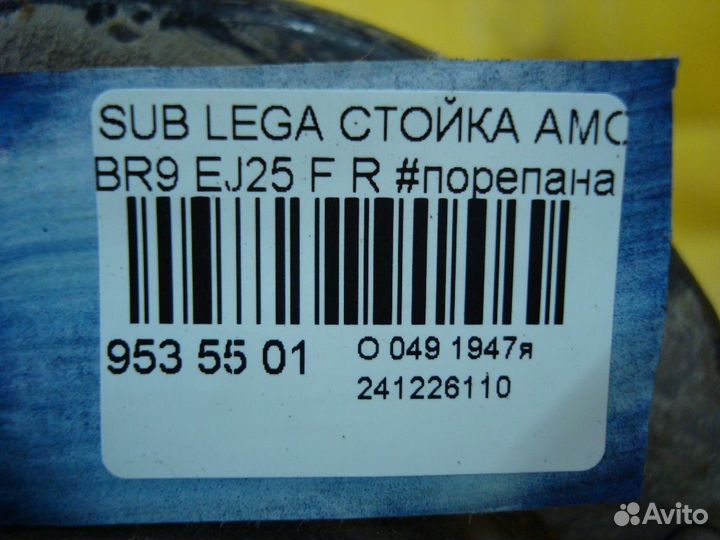 SUB LEGA СТОЙКА АМС
BR9 EJ25 F R #порепана
953 55 01
О 049 1947я
241226110
Avito